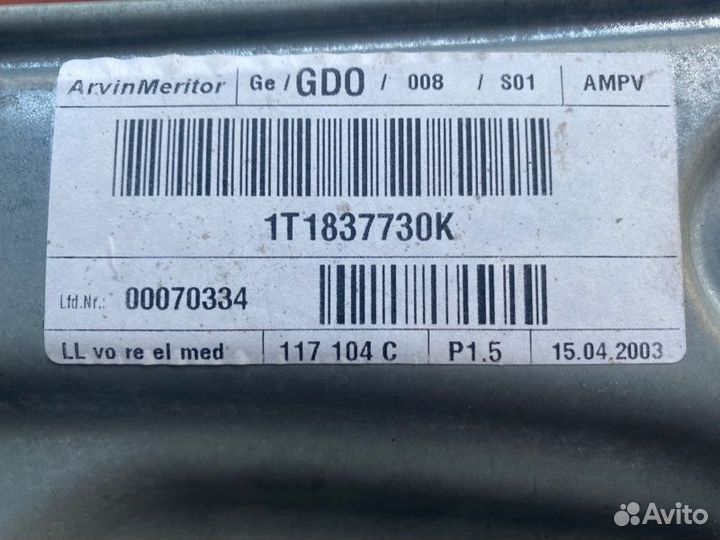 ArvinMeritor Ge / GDO / 008 / S01 AMPV
1T1837730K
Lfd.Nr.: 00070334
LL vo re el med 117 104 C P1.5 15.04.2003
Avito